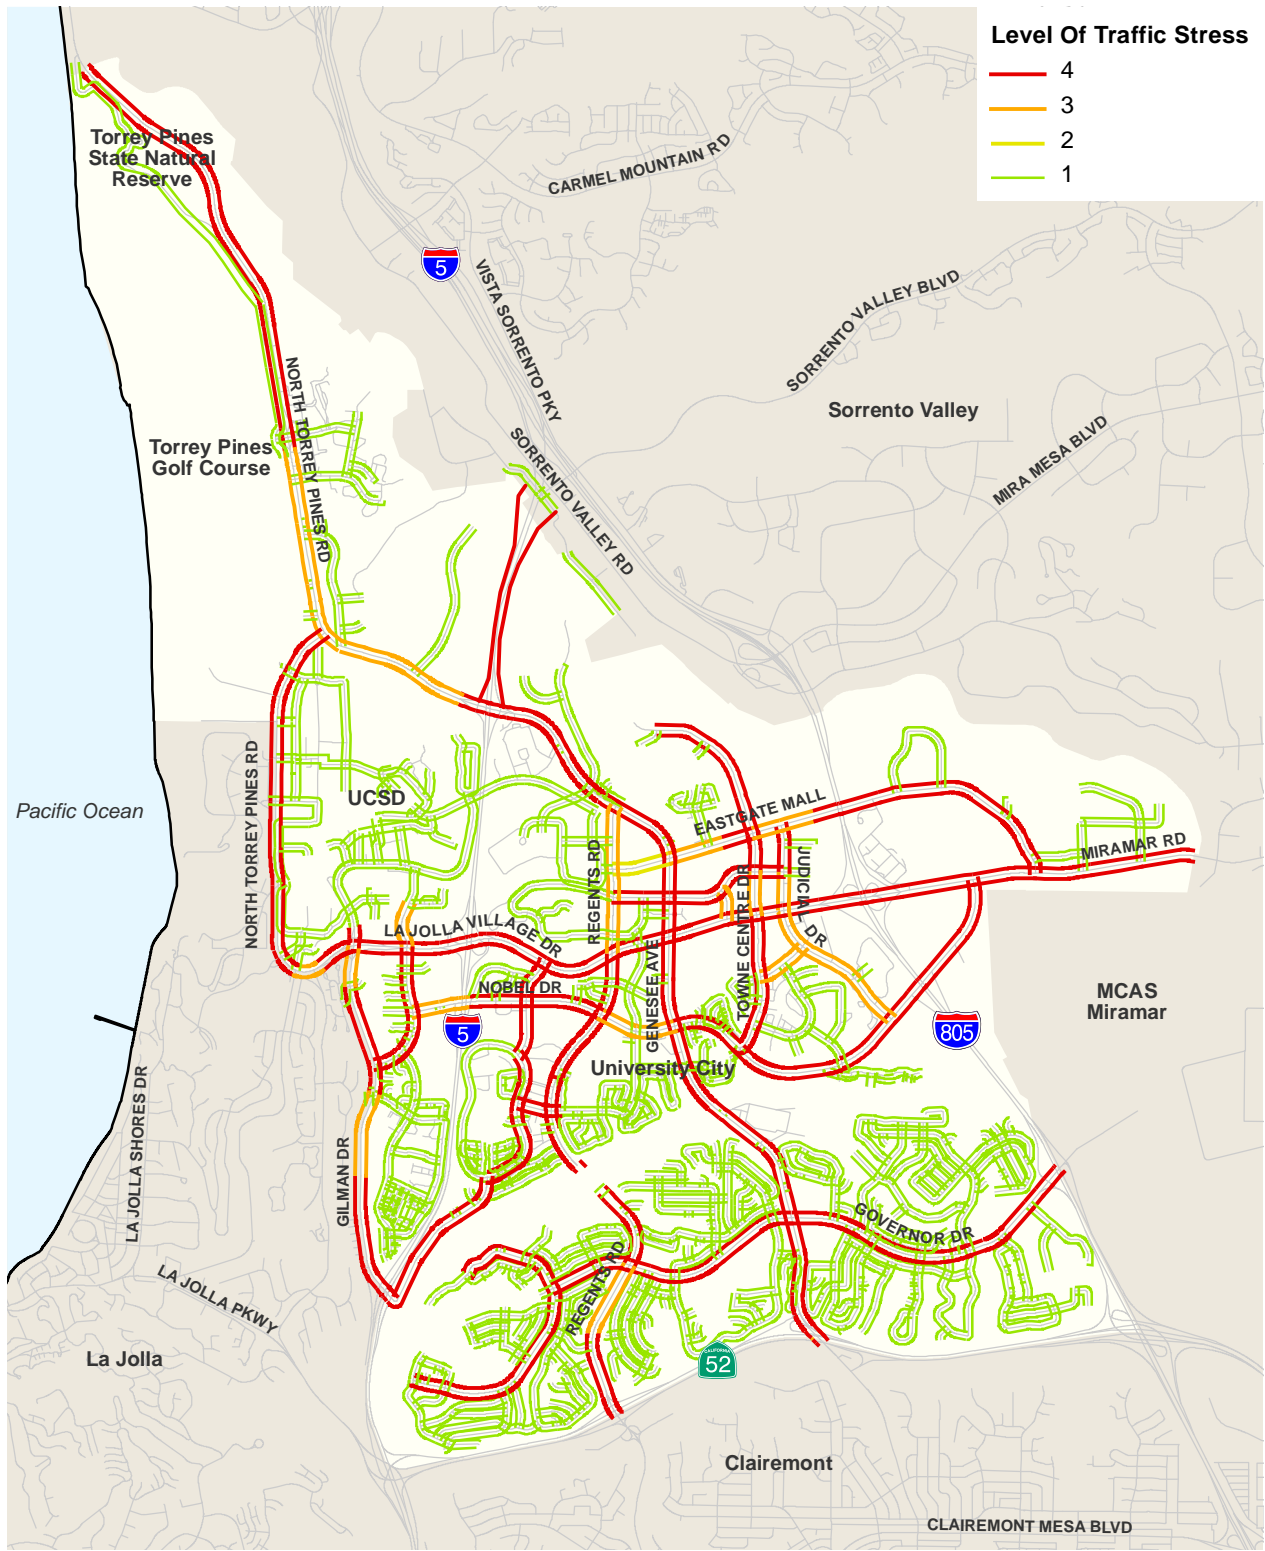 Level Of Traffic Stress
4
3
2
1
Torrey Pines
State Natural
Reserve
CARMEL MOUNTAIN RD
5
VISTA SORRENTO PKY
SORRENTO VALLEY BLVD
Sorrento Valley
MIRA MESA BLVD
NORTH TORREY PINES RD
Torrey Pines
Golf Course
SORRENTO VALLEY RD
Pacific Ocean
NORTH TORREY PINES RD
UCSD
EASTGATE MALL
MIRAMAR RD
REGENTS RD
JUDICIAL DR
TOWNE CENTRE DR
LA JOLLA VILLAGE DR
GENESEE AVE
NOBEL DR
5
MCAS
Miramar
805
University City
LA JOLLA SHORES DR
GILMAN DR
GOVERNOR DR
REGENTS RD
LA JOLLA PKWY
La Jolla
CALIFORNIA
52
Clairemont
CLAIREMONT MESA BLVD